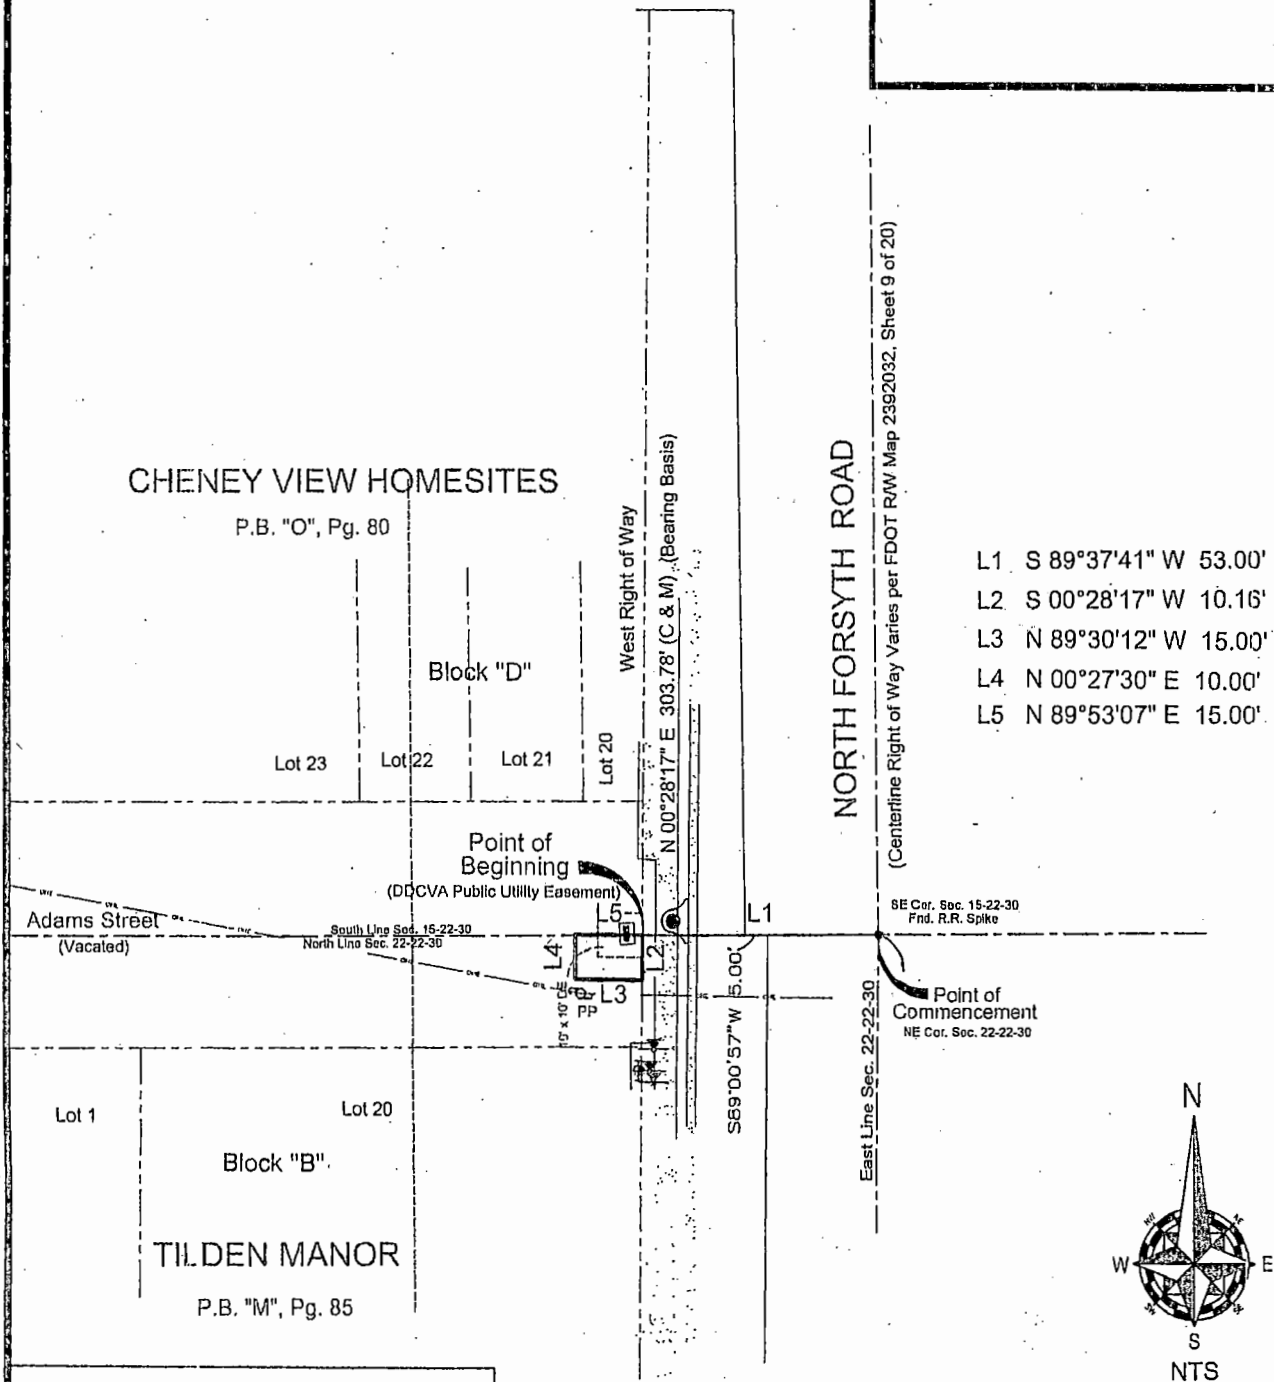 CHENEY VIEW HOMESITES
P.B. "O", Pg. 80
West Right of Way
N 00°28'17" E 303.78' (C & M) (Bearing Basis)
NORTH FORSYTH ROAD
(Centerline Right of Way Varies per FDOT R/W Map 2392032, Sheet 9 of 20)
L1 S 89°37'41" W 53.00'
L2 S 00°28'17" W 10.16'
L3 N 89°30'12" W 15.00'
L4 N 00°27'30" E 10.00'
L5 N 89°53'07" E 15.00'
Block "D"
Lot 23
Lot 22
Lot 21
Lot 20
Point of
Beginning
(DDCVA Public Utility Easement)
Adams Street
(Vacated)
South Line Sec. 15-22-30
North Line Sec. 22-22-30
L5
L1
L4
L2
L3
PP
15' x 10' UE
S89°00'57"W 5.00'
SE Cor. Sec. 15-22-30
Fnd. R.R. Spike
Point of
Commencement
NE Cor. Sec. 22-22-30
East Line Sec. 22-22-30
Lot 1
Lot 20
Block "B"
TILDEN MANOR
P.B. "M", Pg. 85
N
W
E
S
NW
NE
SW
SE
NTS